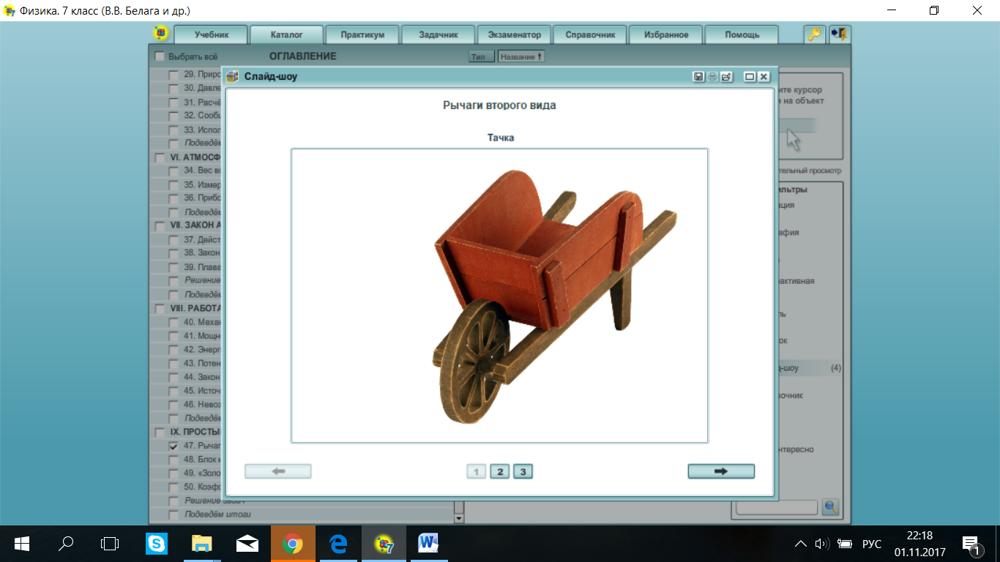 Физика. 7 класс (В.В. Белага и др.)
Учебник Каталог Практикум Задачник Экзаменатор Справочник Избранное Помощь
Выбрать всё ОГЛАВЛЕНИЕ Тип Название
Слайд-шоу
Рычаги второго вида
Тачка
29. Приро
30. Давле
31. Расчё
32. Сообщ
33. Испол
Подведём
VI. АТМОСФ
34. Вес во
35. Измер
36. Прибо
Подведём
VII. ЗАКОН А
37. Дейст
38. Закон
39. Плава
Решение
Подведём
VIII. РАБОТА
40. Механ
41. Мощн
42. Энерг
43. Потен
44. Закон
45. Источ
46. Невоз
Подведём
IX. ПРОСТЫ
47. Рычаг
48. Блок и
49. «Золо
50. Коэфф
Решение задач
Подведём итоги
ите курсор
и на объект
тельный просмотр
ильтры
ция
афия
активная
ль
ок
д-шоу (4)
вочник
нтересно
1 2 3
РУС
22:18
01.11.2017
1